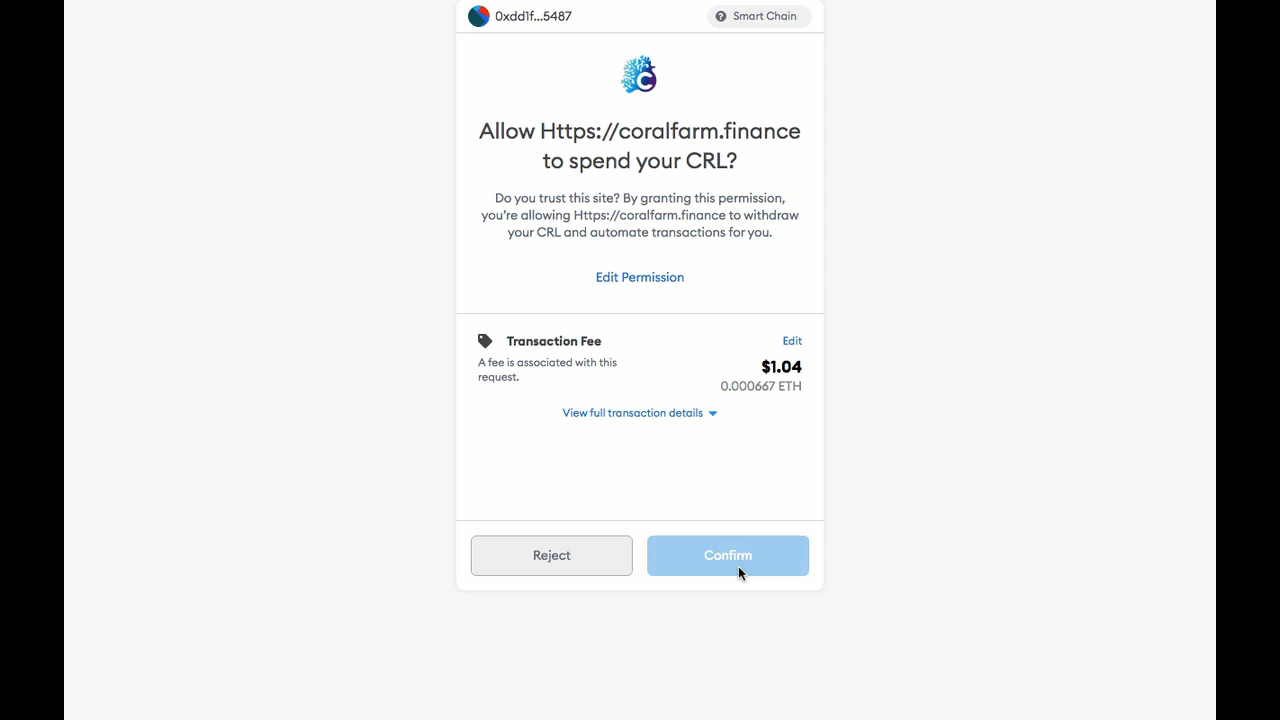 0xdd1f...5487
Smart Chain
C
Allow Https://coralfarm.finance
to spend your CRL?
Do you trust this site? By granting this permission,
you're allowing Https://coralfarm.finance to withdraw
your CRL and automate transactions for you.
Edit Permission
Transaction Fee
Edit
A fee is associated with this
request.
$1.04
0.000667 ETH
View full transaction details
Reject
Confirm